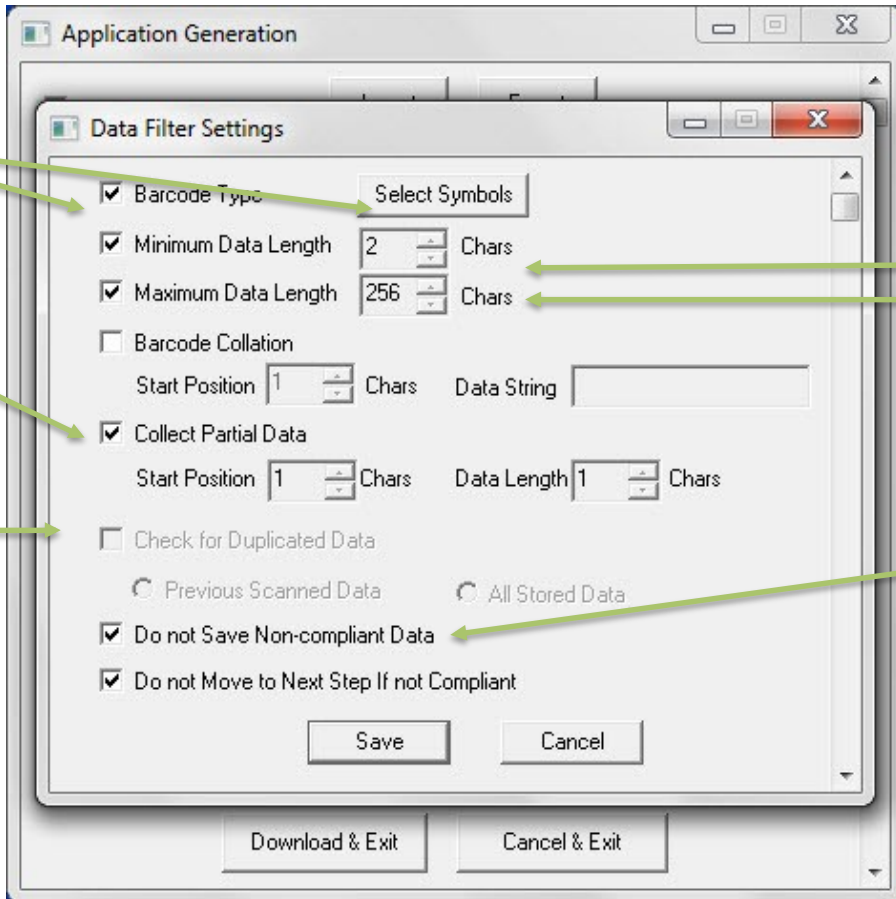 Application Generation
Data Filter Settings
Barcode Type Select Symbols
Minimum Data Length 2 Chars
Maximum Data Length 256 Chars
Barcode Collation
Start Position 1 Chars Data String
Collect Partial Data
Start Position 1 Chars Data Length 1 Chars
Check for Duplicated Data
Previous Scanned Data All Stored Data
Do not Save Non-compliant Data
Do not Move to Next Step If not Compliant
Save Cancel
Download & Exit Cancel & Exit